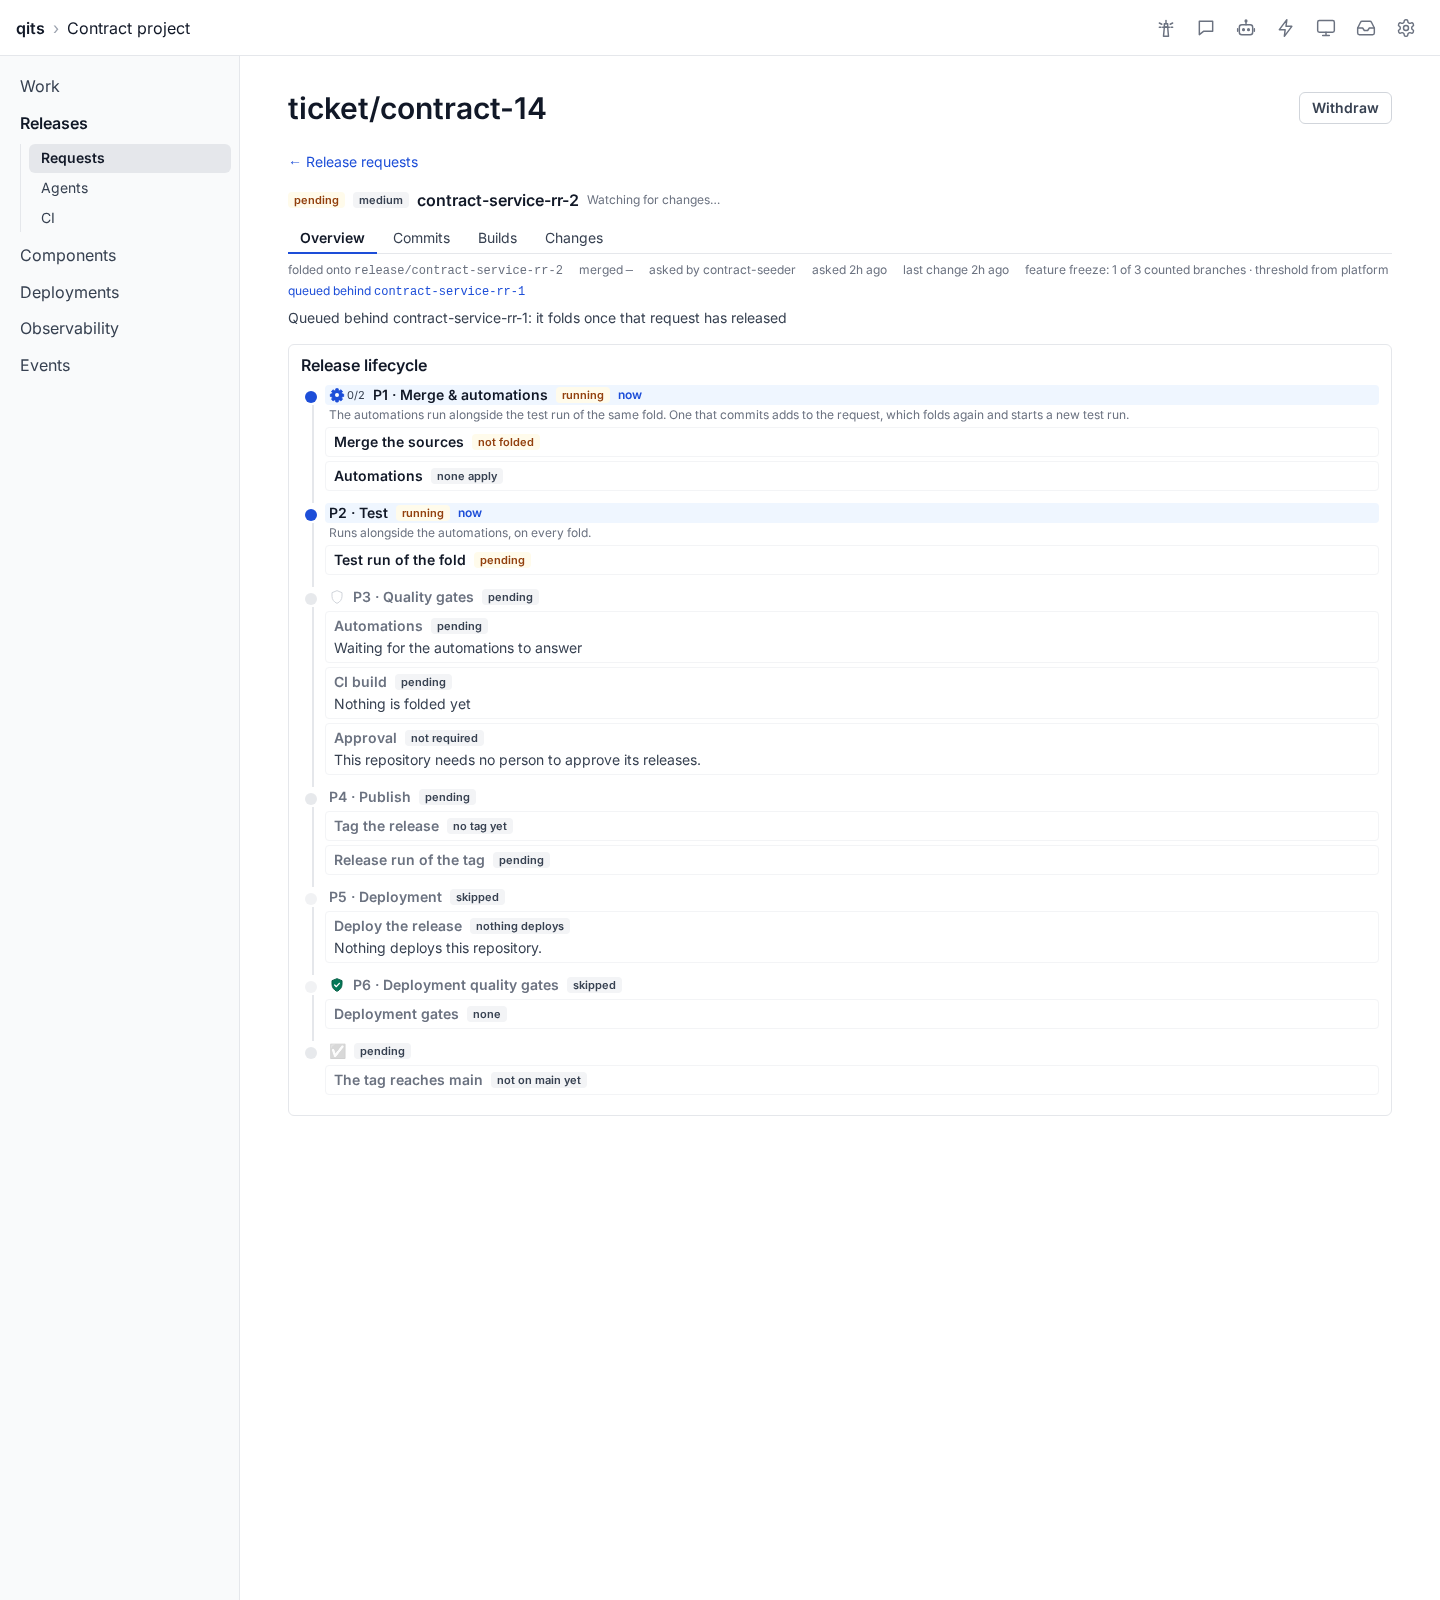 qits › Contract project
Work
Releases
Requests
Agents
CI
Components
Deployments
Observability
Events
ticket/contract-14
Withdraw
← Release requests
pending medium contract-service-rr-2 Watching for changes…
Overview Commits Builds Changes
folded onto release/contract-service-rr-2 merged — asked by contract-seeder asked 2h ago last change 2h ago feature freeze: 1 of 3 counted branches · threshold from platform
queued behind contract-service-rr-1
Queued behind contract-service-rr-1: it folds once that request has released
Release lifecycle
0/2 P1 · Merge & automations running now
The automations run alongside the test run of the same fold. One that commits adds to the request, which folds again and starts a new test run.
Merge the sources not folded
Automations none apply
P2 · Test running now
Runs alongside the automations, on every fold.
Test run of the fold pending
P3 · Quality gates pending
Automations pending
Waiting for the automations to answer
CI build pending
Nothing is folded yet
Approval not required
This repository needs no person to approve its releases.
P4 · Publish pending
Tag the release no tag yet
Release run of the tag pending
P5 · Deployment skipped
Deploy the release nothing deploys
Nothing deploys this repository.
P6 · Deployment quality gates skipped
Deployment gates none
pending
The tag reaches main not on main yet